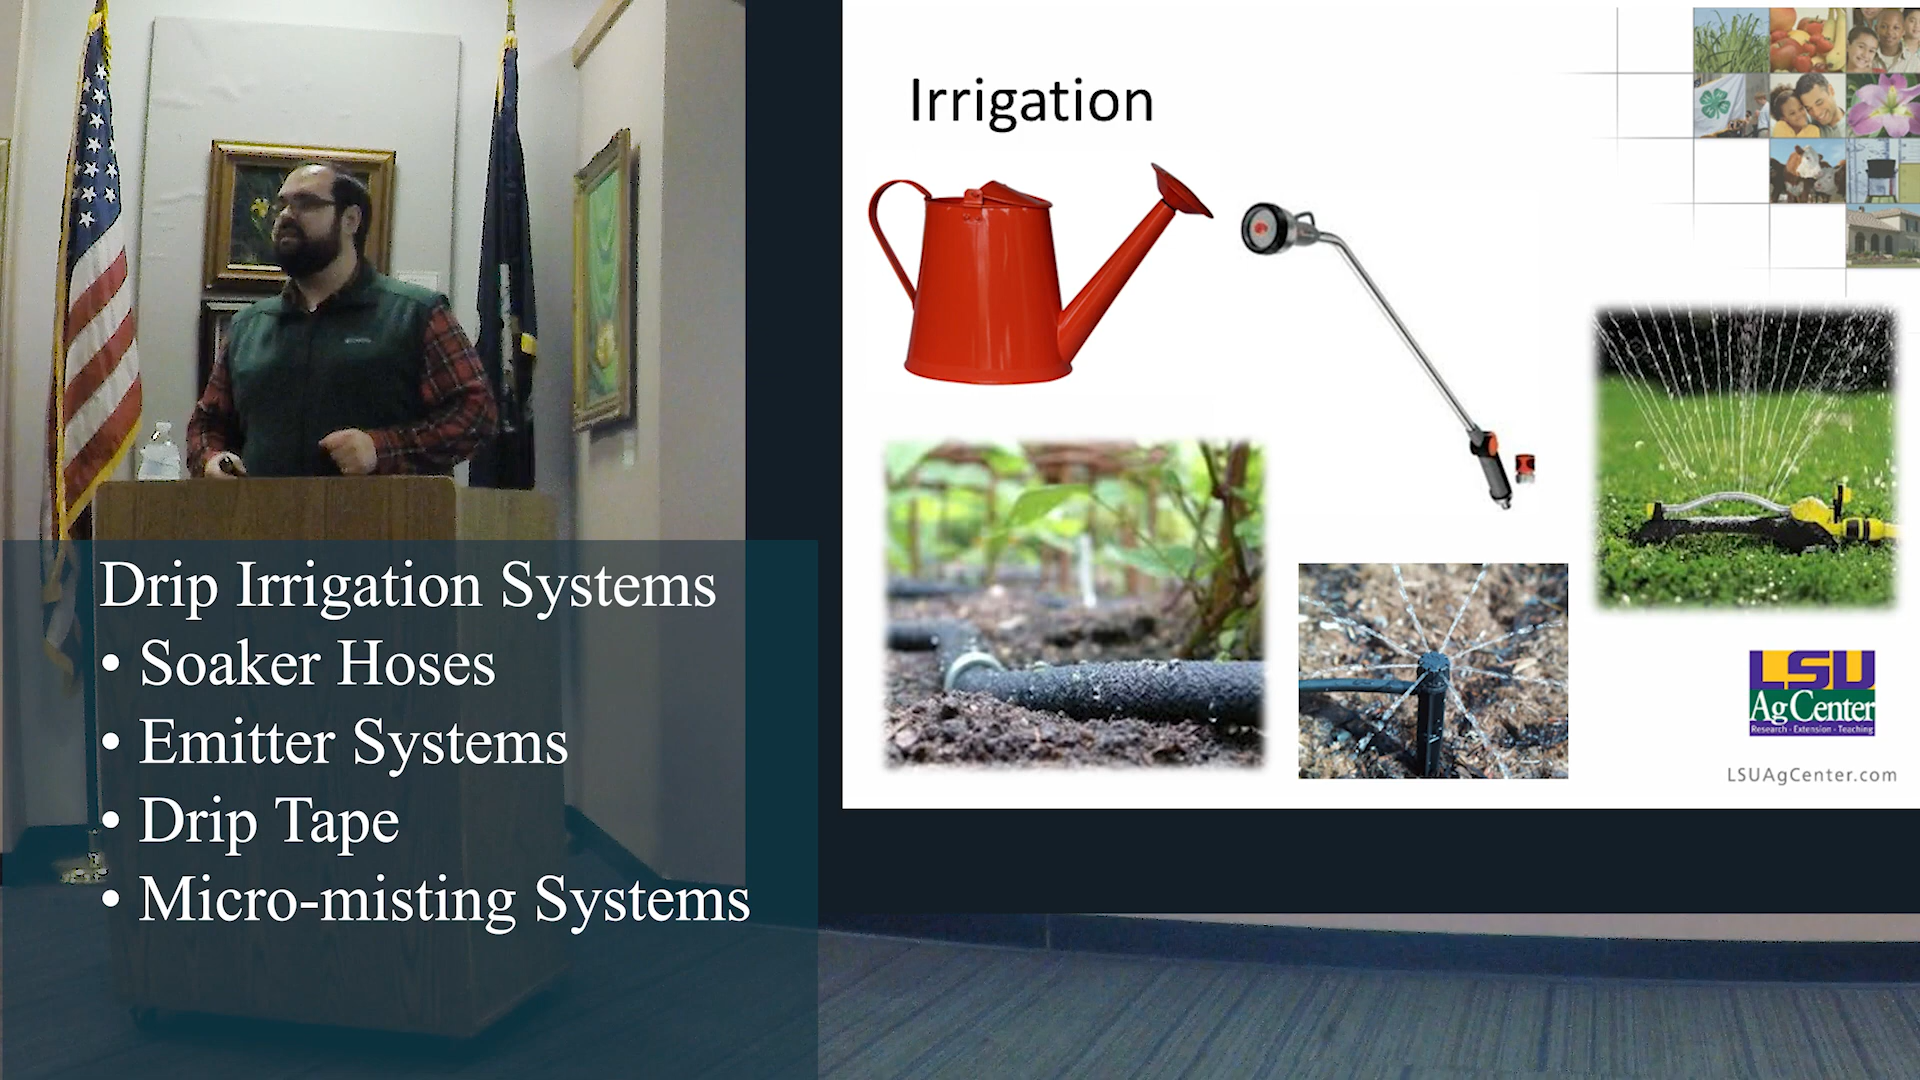 Irrigation
Drip Irrigation Systems
• Soaker Hoses
• Emitter Systems
• Drip Tape
• Micro-misting Systems
LSU
AgCenter
Research - Extension - Teaching
LSUAgCenter.com